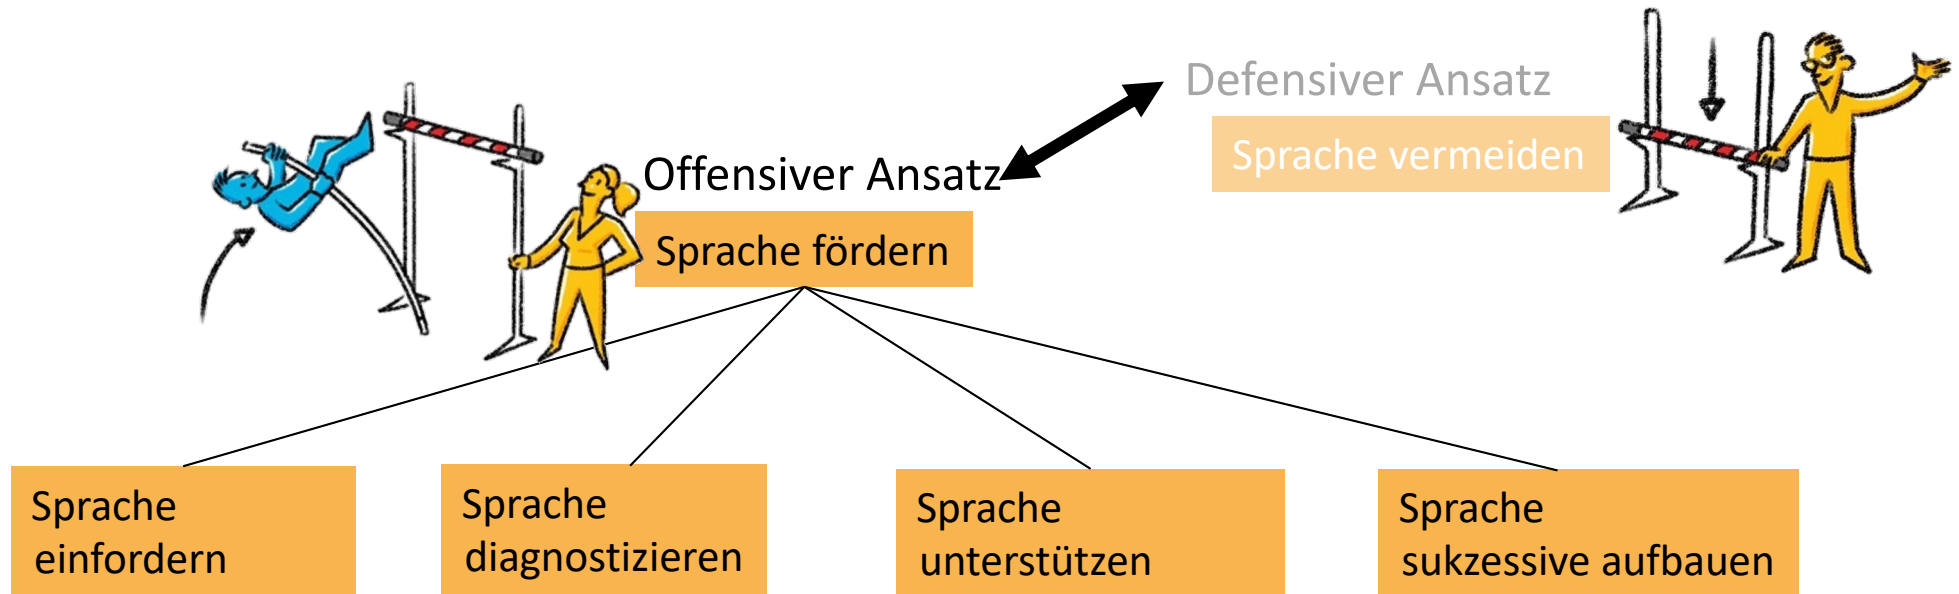 Defensiver Ansatz
Sprache vermeiden
Offensiver Ansatz
Sprache fördern
Sprache
einfordern
Sprache
diagnostizieren
Sprache
unterstützen
Sprache
sukzessive aufbauen